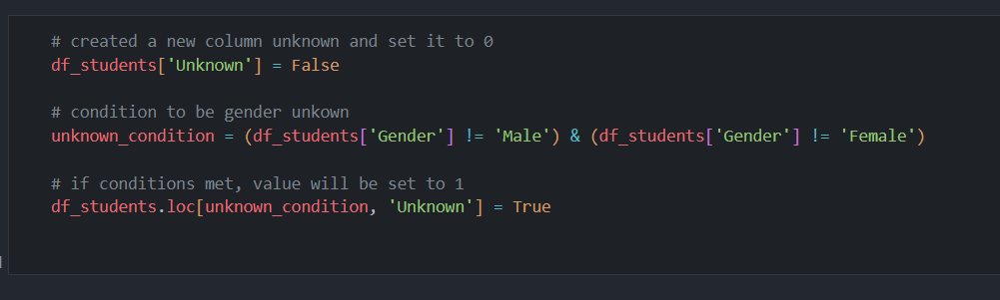 # created a new column unknown and set it to 0
df_students['Unknown'] = False
# condition to be gender unkown
unknown_condition = (df_students['Gender'] != 'Male') & (df_students['Gender'] != 'Female')
# if conditions met, value will be set to 1
df_students.loc[unknown_condition, 'Unknown'] = True